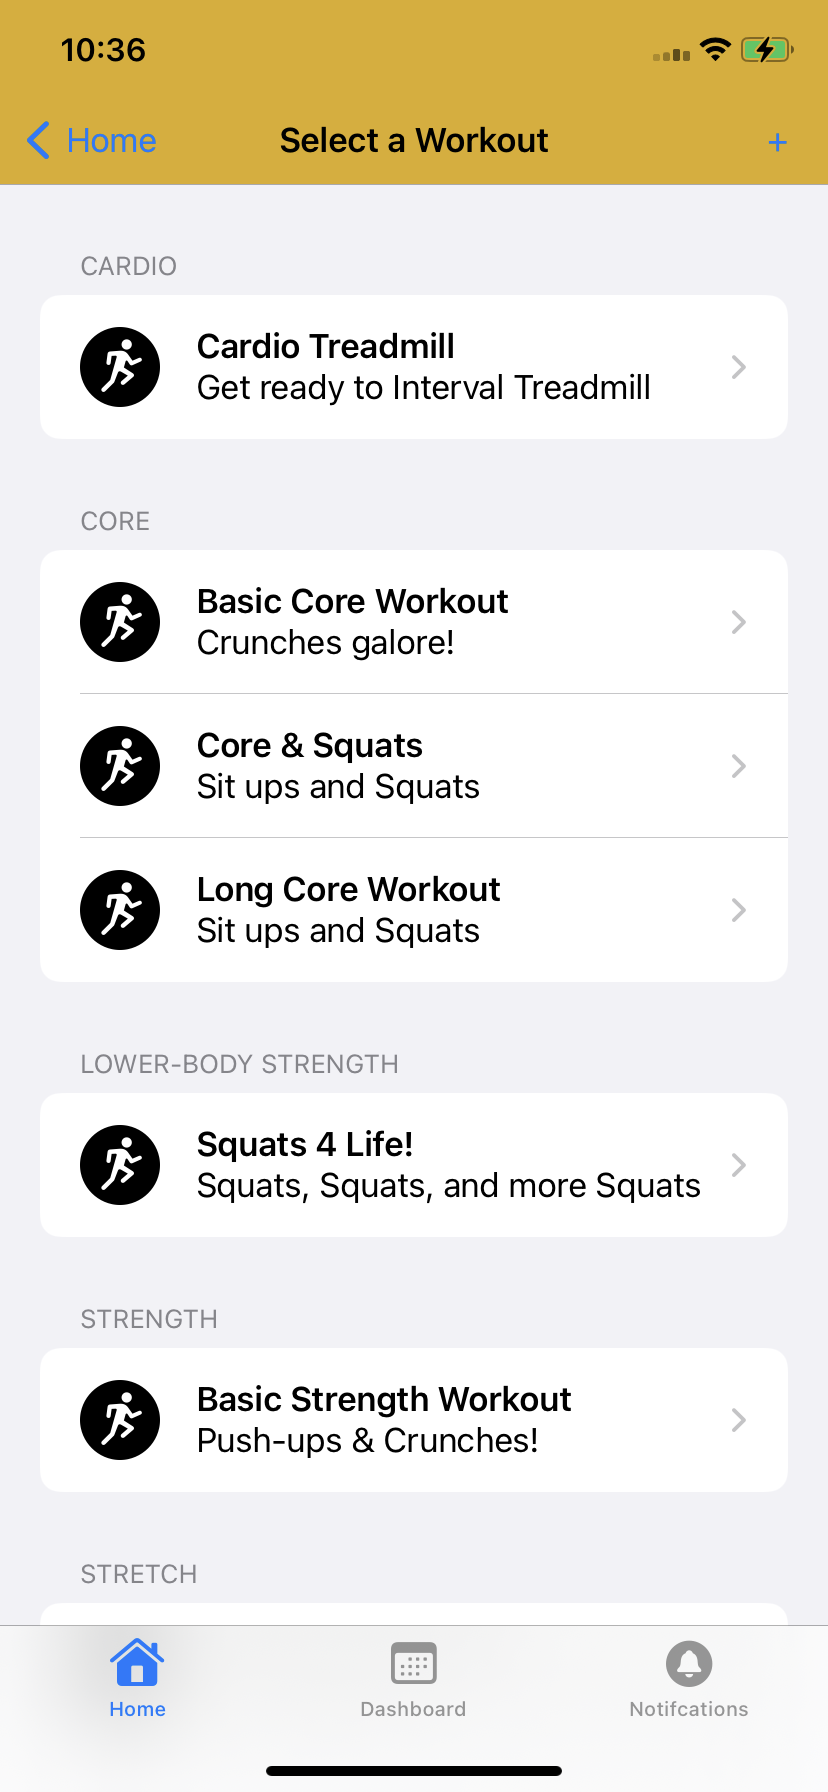 10:36
Home
Select a Workout
+
CARDIO
Cardio Treadmill
Get ready to Interval Treadmill
CORE
Basic Core Workout
Crunches galore!
Core & Squats
Sit ups and Squats
Long Core Workout
Sit ups and Squats
LOWER-BODY STRENGTH
Squats 4 Life!
Squats, Squats, and more Squats
STRENGTH
Basic Strength Workout
Push-ups & Crunches!
STRETCH
Home
Dashboard
Notifcations